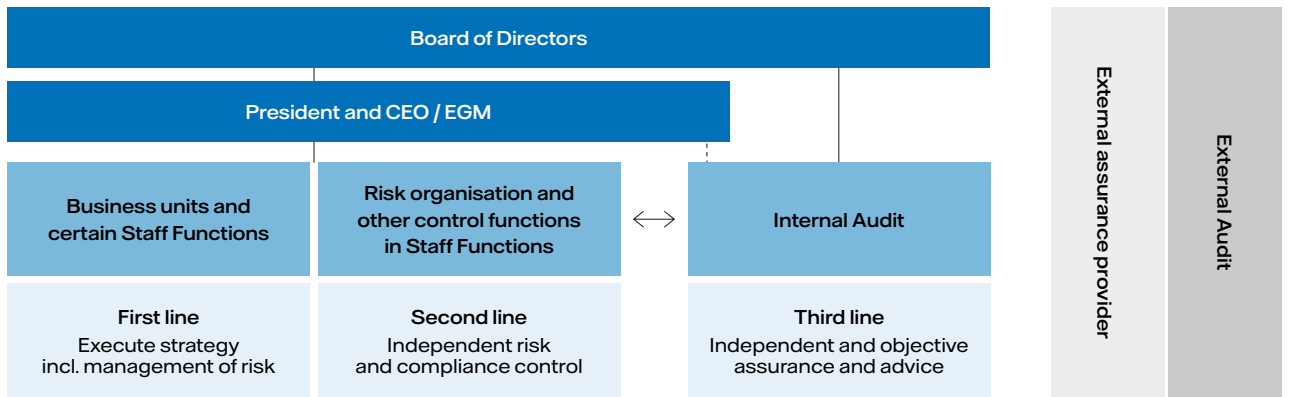 Board of Directors
President and CEO / EGM
Business units and
certain Staff Functions
Risk organisation and
other control functions
in Staff Functions
Internal Audit
First line
Execute strategy
incl. management of risk
Second line
Independent risk
and compliance control
Third line
Independent and objective
assurance and advice
External assurance provider
External Audit